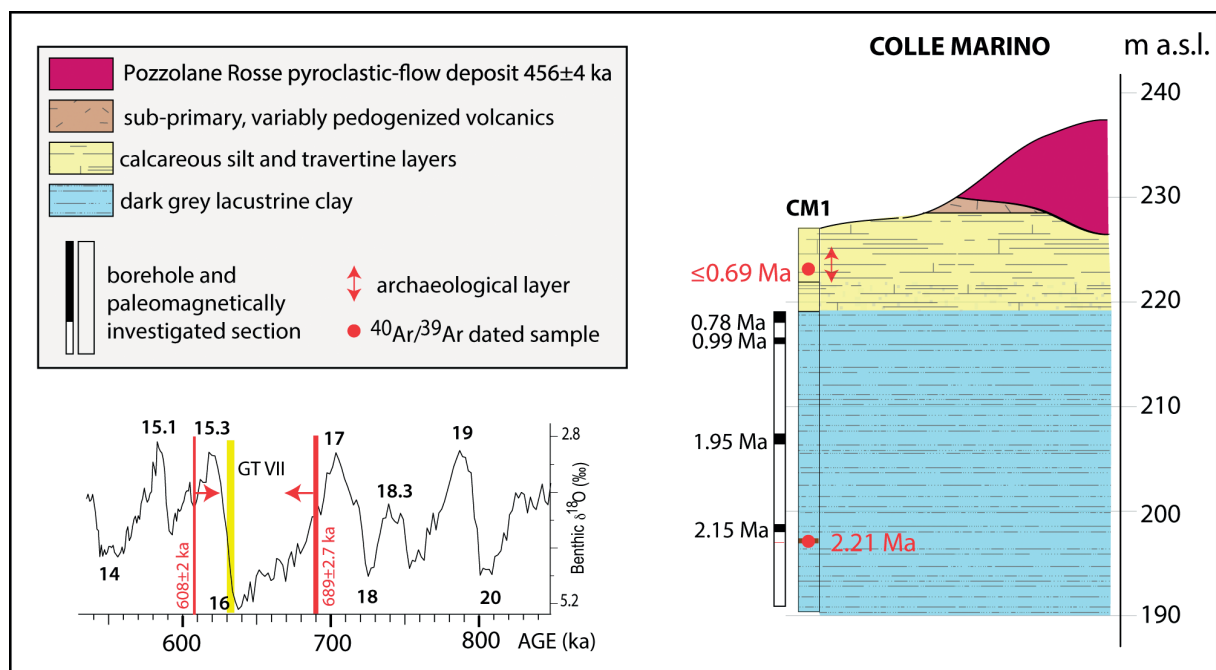 COLLE MARINO
m a.s.l.
Pozzolane Rosse pyroclastic-flow deposit 456±4 ka
sub-primary, variably pedogenized volcanics
calcareous silt and travertine layers
dark grey lacustrine clay
borehole and
paleomagnetically
investigated section
archaeological layer
⁴⁰Ar/³⁹Ar dated sample
15.1
15.3
GT VII
17
18.3
19
14
16
18
20
608±2 ka
689±2.7 ka
2.8
Benthic δ¹⁸O (‰)
5.2
600
700
800
AGE (ka)
CM1
≤0.69 Ma
0.78 Ma
0.99 Ma
1.95 Ma
2.15 Ma
2.21 Ma
240
230
220
210
200
190